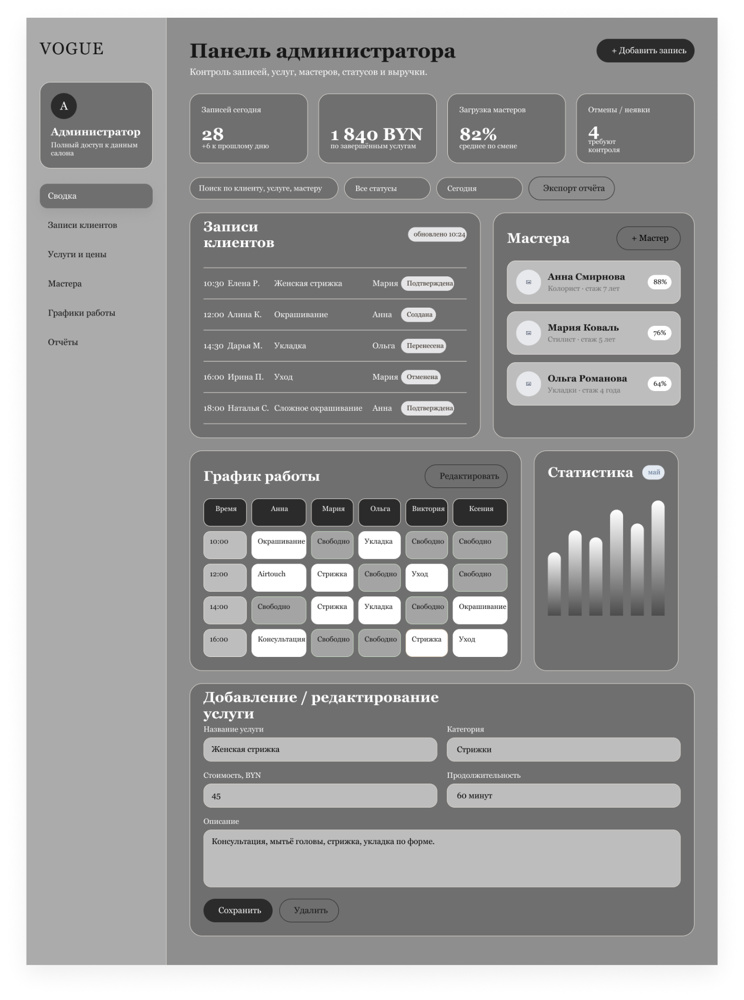 VOGUE
А
Администратор
Полный доступ к данным
салона
Сводка
Записи клиентов
Услуги и цены
Мастера
Графики работы
Отчёты
Панель администратора
Контроль записей, услуг, мастеров, статусов и выручки.
+ Добавить запись
Записей сегодня
28
+6 к прошлому дню
1 840 BYN
по завершённым услугам
Загрузка мастеров
82%
среднее по смене
Отмены / неявки
4
требуют
контроля
Поиск по клиенту, услуге, мастеру
Все статусы
Сегодня
Экспорт отчёта
Записи
клиентов
обновлено 10:24
10:30 Елена Р. Женская стрижка Мария Подтверждена
12:00 Алина К. Окрашивание Анна Создана
14:30 Дарья М. Укладка Ольга Перенесена
16:00 Ирина П. Уход Мария Отменена
18:00 Наталья С. Сложное окрашивание Анна Подтверждена
Мастера
+ Мастер
Анна Смирнова
Колорист · стаж 7 лет
88%
Мария Коваль
Стилист · стаж 5 лет
76%
Ольга Романова
Укладки · стаж 4 года
64%
График работы
Редактировать
Время Анна Мария Ольга Виктория Ксения
10:00 Окрашивание Свободно Укладка Свободно Свободно
12:00 Airtouch Стрижка Свободно Уход Свободно
14:00 Свободно Стрижка Укладка Свободно Окрашивание
16:00 Консультация Свободно Свободно Стрижка Уход
Статистика
май
Добавление / редактирование
услуги
Название услуги
Женская стрижка
Категория
Стрижки
Стоимость, BYN
45
Продолжительность
60 минут
Описание
Консультация, мытьё головы, стрижка, укладка по форме.
Сохранить
Удалить